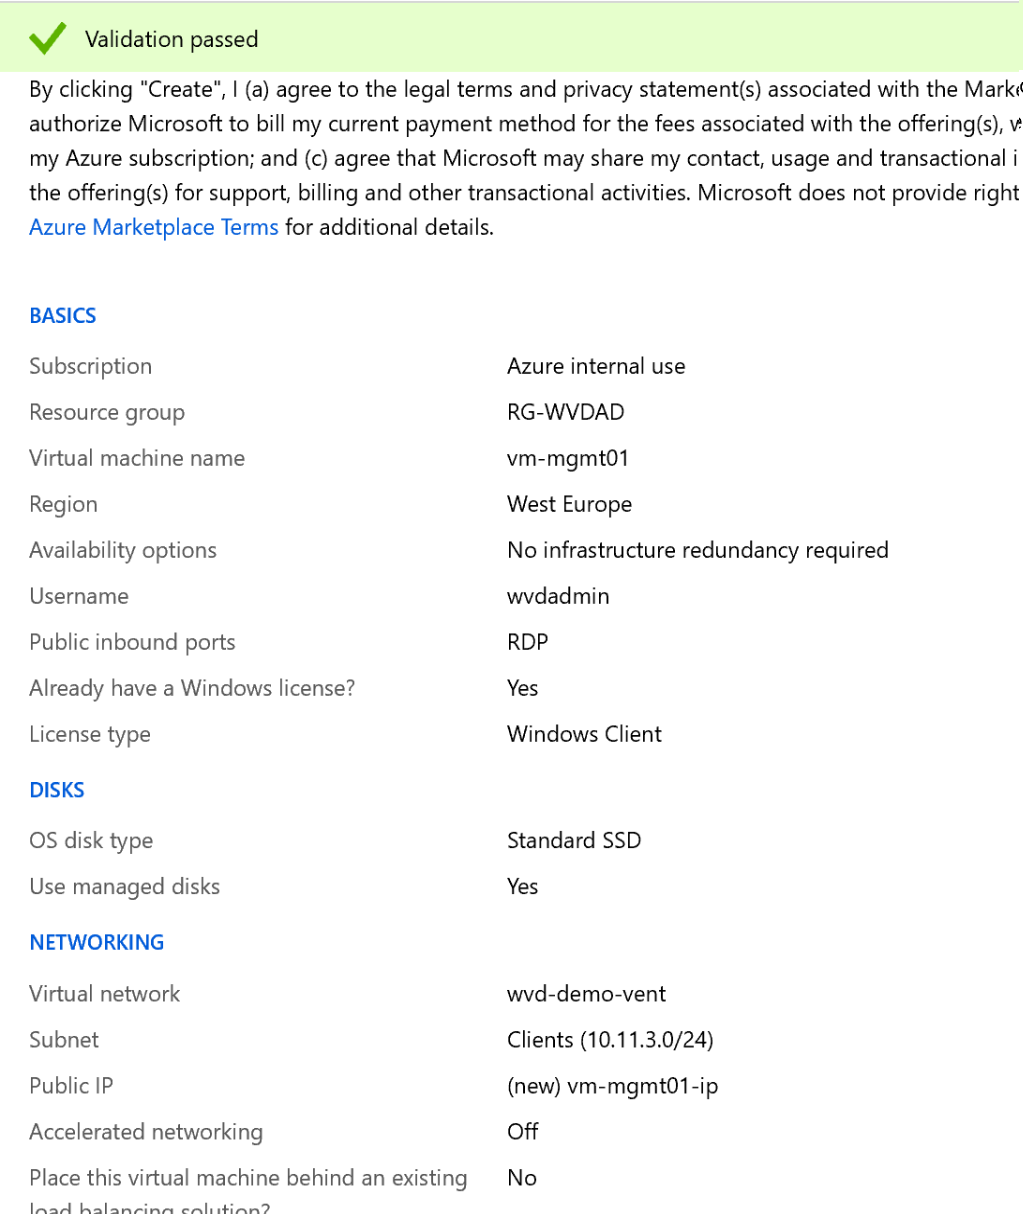 Validation passed
By clicking "Create", I (a) agree to the legal terms and privacy statement(s) associated with the
authorize Microsoft to bill my current payment method for the fees associated with the offering(s),
my Azure subscription; and (c) agree that Microsoft may share my contact, usage and transactional
the offering(s) for support, billing and other transactional activities. Microsoft does not provide right
Azure Marketplace Terms for additional details.
BASICS
Subscription Azure internal use
Resource group RG-WVDAD
Virtual machine name vm-mgmt01
Region West Europe
Availability options No infrastructure redundancy required
Username wvdadmin
Public inbound ports RDP
Already have a Windows license? Yes
License type Windows Client
DISKS
OS disk type Standard SSD
Use managed disks Yes
NETWORKING
Virtual network wvd-demo-vent
Subnet Clients (10.11.3.0/24)
Public IP (new) vm-mgmt01-ip
Accelerated networking Off
Place this virtual machine behind an existing No
load balancing solution?